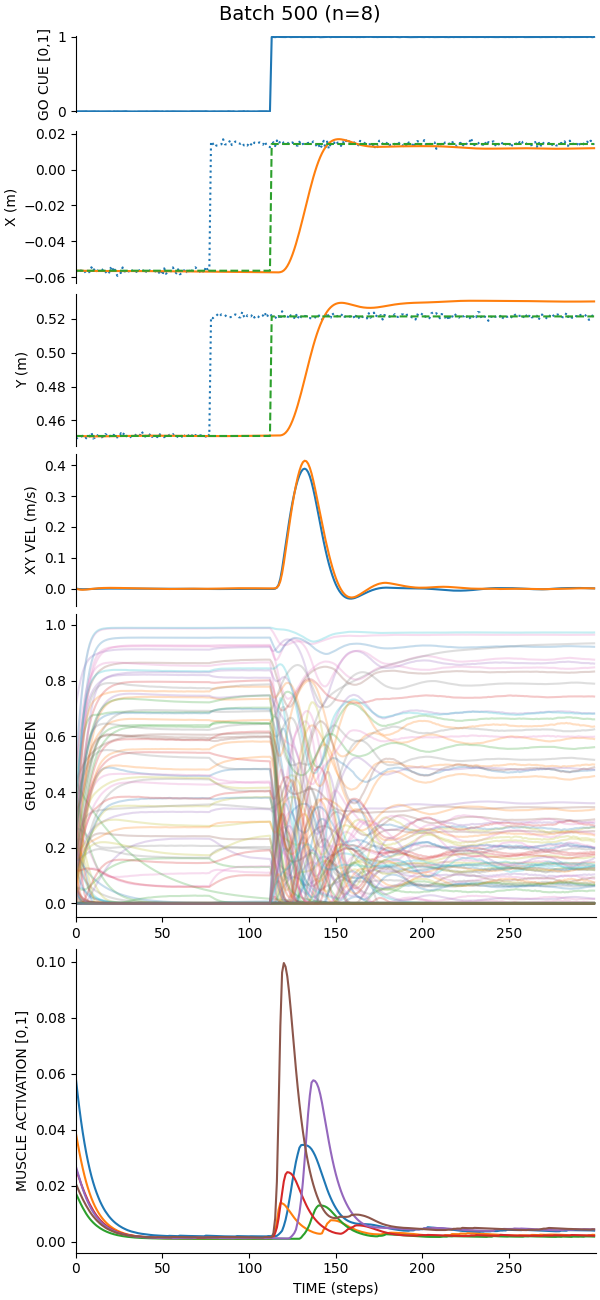 Batch 500 (n=8)
GO CUE [0,1]
1
0
X (m)
0.02
0.00
−0.02
−0.04
−0.06
Y (m)
0.52
0.50
0.48
0.46
XY VEL (m/s)
0.4
0.3
0.2
0.1
0.0
GRU HIDDEN
1.0
0.8
0.6
0.4
0.2
0.0
0 50 100 150 200 250
MUSCLE ACTIVATION [0,1]
0.10
0.08
0.06
0.04
0.02
0.00
0 50 100 150 200 250
TIME (steps)